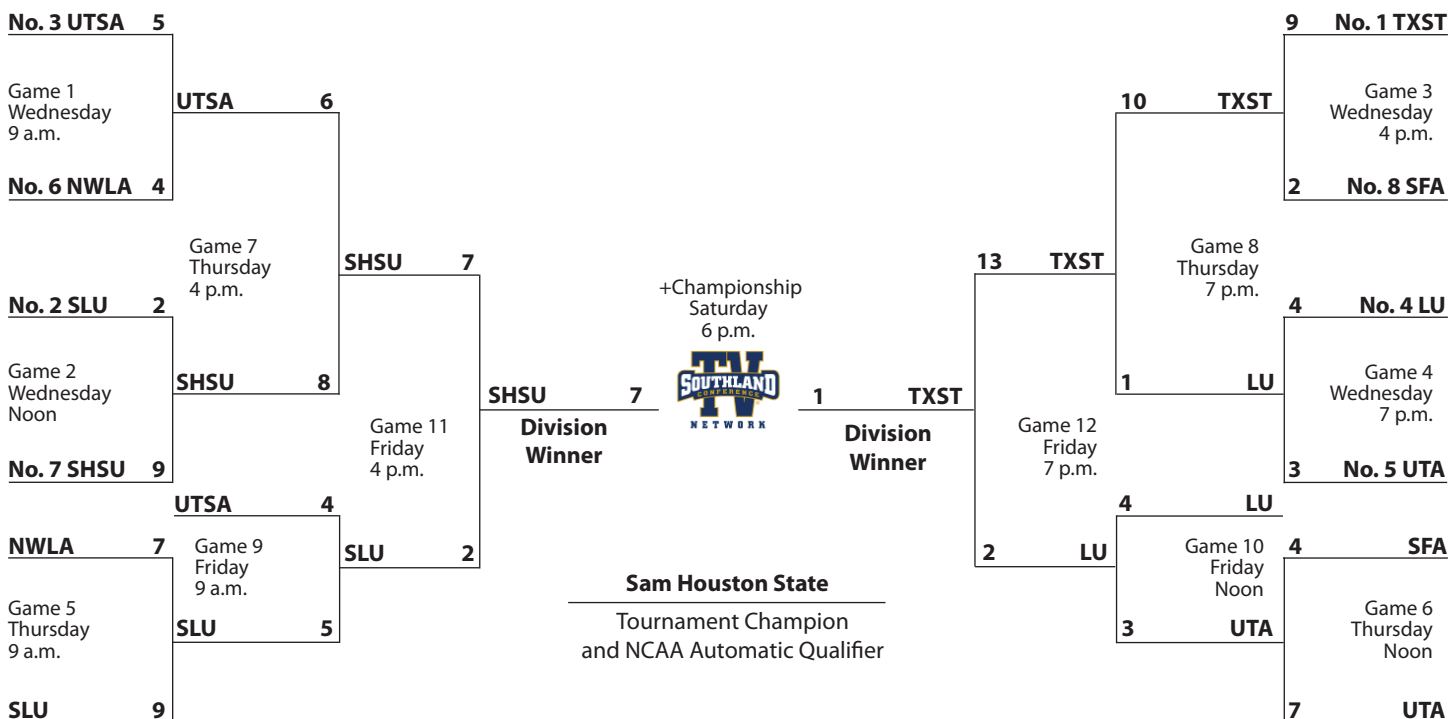 No. 3 UTSA 5
Game 1
Wednesday
9 a.m.
No. 6 NWLA 4
UTSA 6
Game 7
Thursday
4 p.m.
No. 2 SLU 2
Game 2
Wednesday
Noon
No. 7 SHSU 9
SHSU 8
SHSU 7
Game 11
Friday
4 p.m.
UTSA 4
Game 9
Friday
9 a.m.
NWLA 7
Game 5
Thursday
9 a.m.
SLU 9
SLU 5
SLU 2
SHSU 7
Division
Winner
+Championship
Saturday
6 p.m.
TV
SOUTHLAND
CONFERENCE
NETWORK
Sam Houston State
Tournament Champion
and NCAA Automatic Qualifier
1 TXST
Division
Winner
13 TXST
Game 12
Friday
7 p.m.
2 LU
10 TXST
Game 8
Thursday
7 p.m.
1 LU
9 No. 1 TXST
Game 3
Wednesday
4 p.m.
2 No. 8 SFA
4 No. 4 LU
Game 4
Wednesday
7 p.m.
3 No. 5 UTA
4 LU
Game 10
Friday
Noon
3 UTA
4 SFA
Game 6
Thursday
Noon
7 UTA